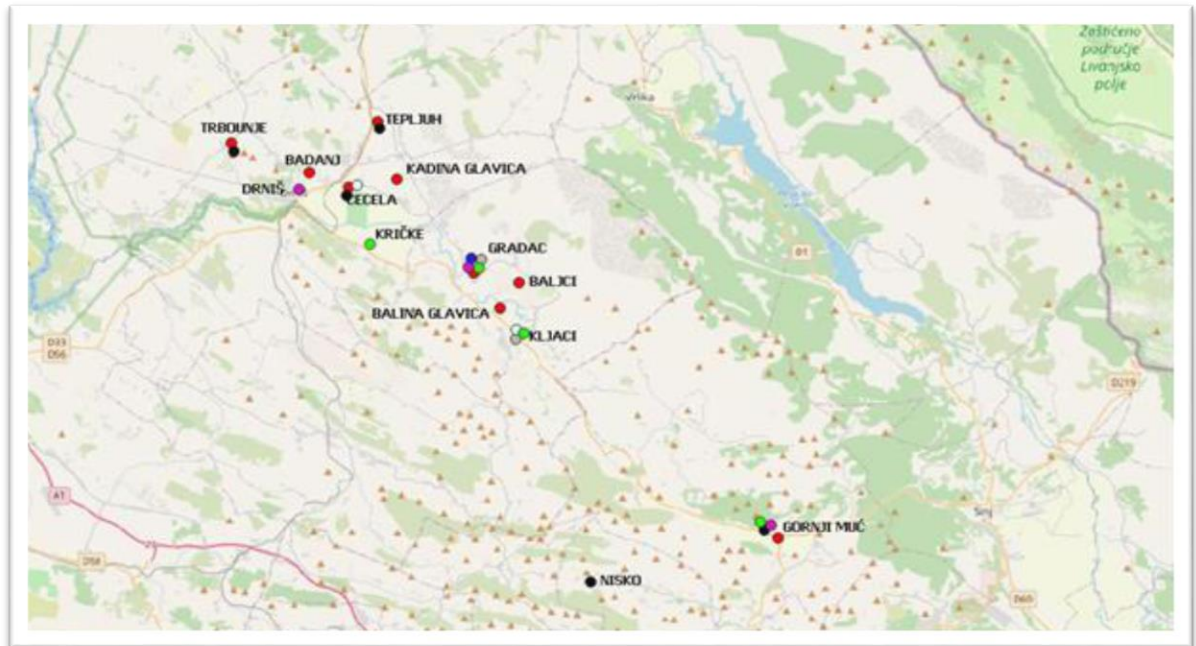 Zaštićeno
područje
Livanjsko
polje
Vrlika
TEPLJUH
TRBOUNJE
BADANJ
KADINA GLAVICA
DRNIŠ
ČEČELA
KRIČKE
GRADAC
D1
BALJCI
BALINA GLAVICA
KLJACI
D33
D56
D219
A1
Sinj
GORNJI MUĆ
D58
NISKO
D60